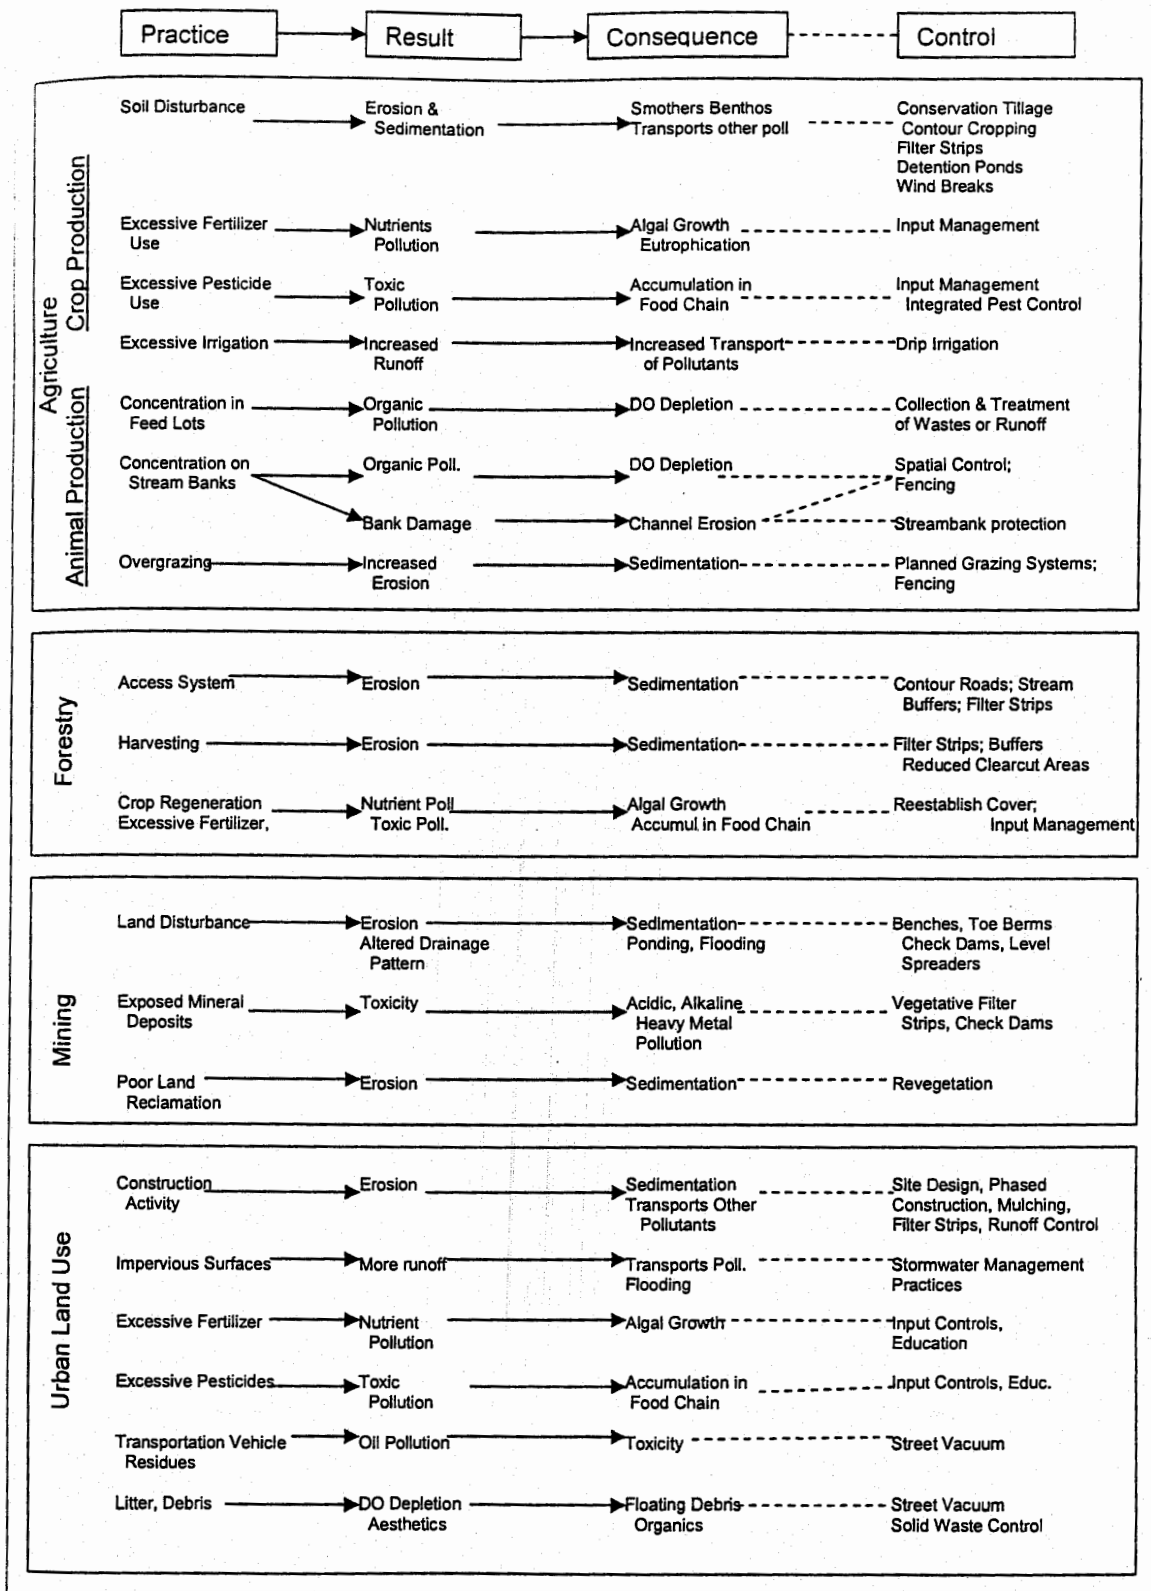 Practice
Result
Consequence
Control
Agriculture
Crop Production
Soil Disturbance
Erosion &
Sedimentation
Smothers Benthos
Transports other poll
Conservation Tillage
Contour Cropping
Filter Strips
Detention Ponds
Wind Breaks
Excessive Fertilizer
Use
Nutrients
Pollution
Algal Growth
Eutrophication
Input Management
Excessive Pesticide
Use
Toxic
Pollution
Accumulation in
Food Chain
Input Management
Integrated Pest Control
Excessive Irrigation
Increased
Runoff
Increased Transport
of Pollutants
Drip Irrigation
Animal Production
Concentration in
Feed Lots
Organic
Pollution
DO Depletion
Collection & Treatment
of Wastes or Runoff
Concentration on
Stream Banks
Organic Poll.
DO Depletion
Spatial Control;
Fencing
Bank Damage
Channel Erosion
Streambank protection
Overgrazing
Increased
Erosion
Sedimentation
Planned Grazing Systems;
Fencing
Forestry
Access System
Erosion
Sedimentation
Contour Roads; Stream
Buffers; Filter Strips
Harvesting
Erosion
Sedimentation
Filter Strips; Buffers
Reduced Clearcut Areas
Crop Regeneration
Excessive Fertilizer,
Nutrient Poll
Toxic Poll.
Algal Growth
Accumul. in Food Chain
Reestablish Cover;
Input Management
Mining
Land Disturbance
Erosion
Altered Drainage
Pattern
Sedimentation
Ponding, Flooding
Benches, Toe Berms
Check Dams, Level
Spreaders
Exposed Mineral
Deposits
Toxicity
Acidic, Alkaline
Heavy Metal
Pollution
Vegetative Filter
Strips, Check Dams
Poor Land
Reclamation
Erosion
Sedimentation
Revegetation
Urban Land Use
Construction
Activity
Erosion
Sedimentation
Transports Other
Pollutants
Site Design, Phased
Construction, Mulching,
Filter Strips, Runoff Control
Impervious Surfaces
More runoff
Transports Poll.
Flooding
Stormwater Management
Practices
Excessive Fertilizer
Nutrient
Pollution
Algal Growth
Input Controls,
Education
Excessive Pesticides
Toxic
Pollution
Accumulation in
Food Chain
Input Controls, Educ.
Transportation Vehicle
Residues
Oil Pollution
Toxicity
Street Vacuum
Litter, Debris
DO Depletion
Aesthetics
Floating Debris
Organics
Street Vacuum
Solid Waste Control